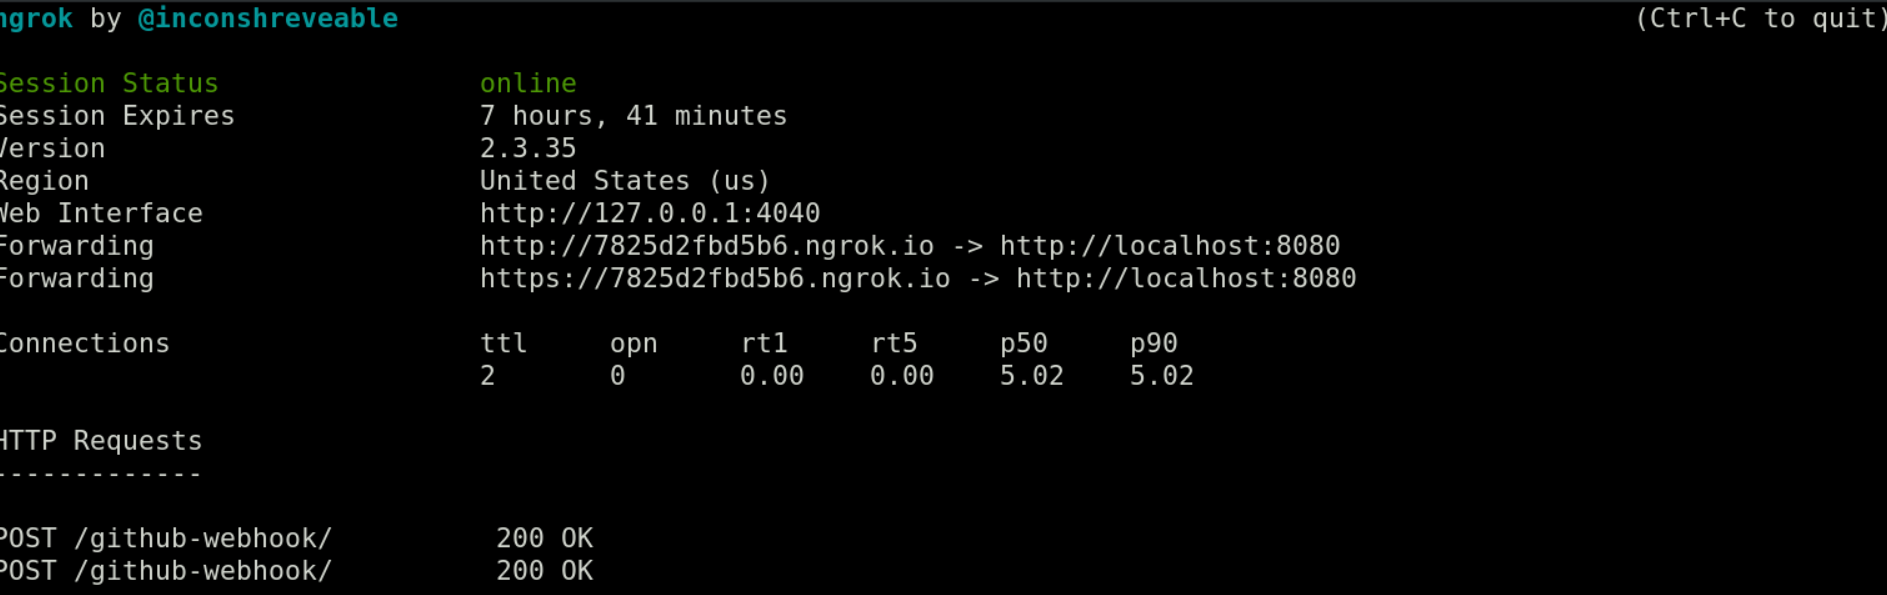 ngrok by @inconshreveable (Ctrl+C to quit)
Session Status online
Session Expires 7 hours, 41 minutes
Version 2.3.35
Region United States (us)
Web Interface http://127.0.0.1:4040
Forwarding http://7825d2fbd5b6.ngrok.io -> http://localhost:8080
Forwarding https://7825d2fbd5b6.ngrok.io -> http://localhost:8080
Connections ttl opn rt1 rt5 p50 p90
2 0 0.00 0.00 5.02 5.02
HTTP Requests
-------------
POST /github-webhook/ 200 OK
POST /github-webhook/ 200 OK